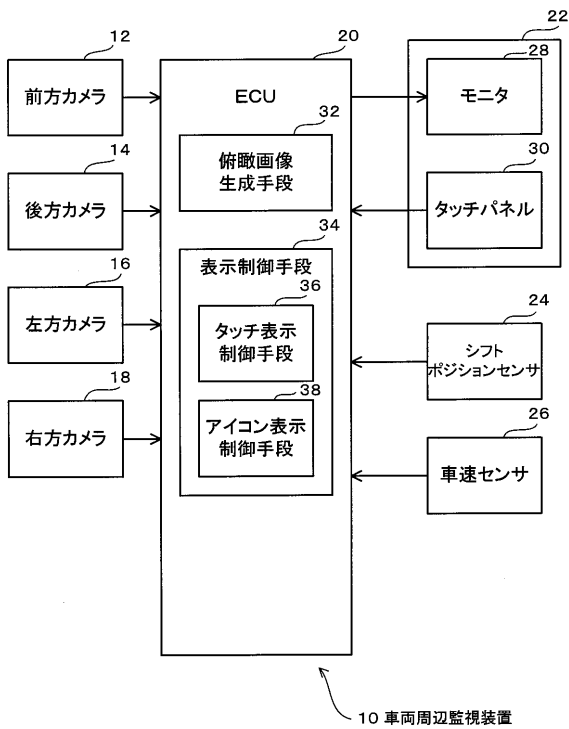 12
前方カメラ
14
後方カメラ
16
左方カメラ
18
右方カメラ
20
ECU
32
俯瞰画像
生成手段
34
表示制御手段
36
タッチ表示
制御手段
38
アイコン表示
制御手段
22
28
モニタ
30
タッチパネル
24
シフト
ポジションセンサ
26
車速センサ
10 車両周辺監視装置